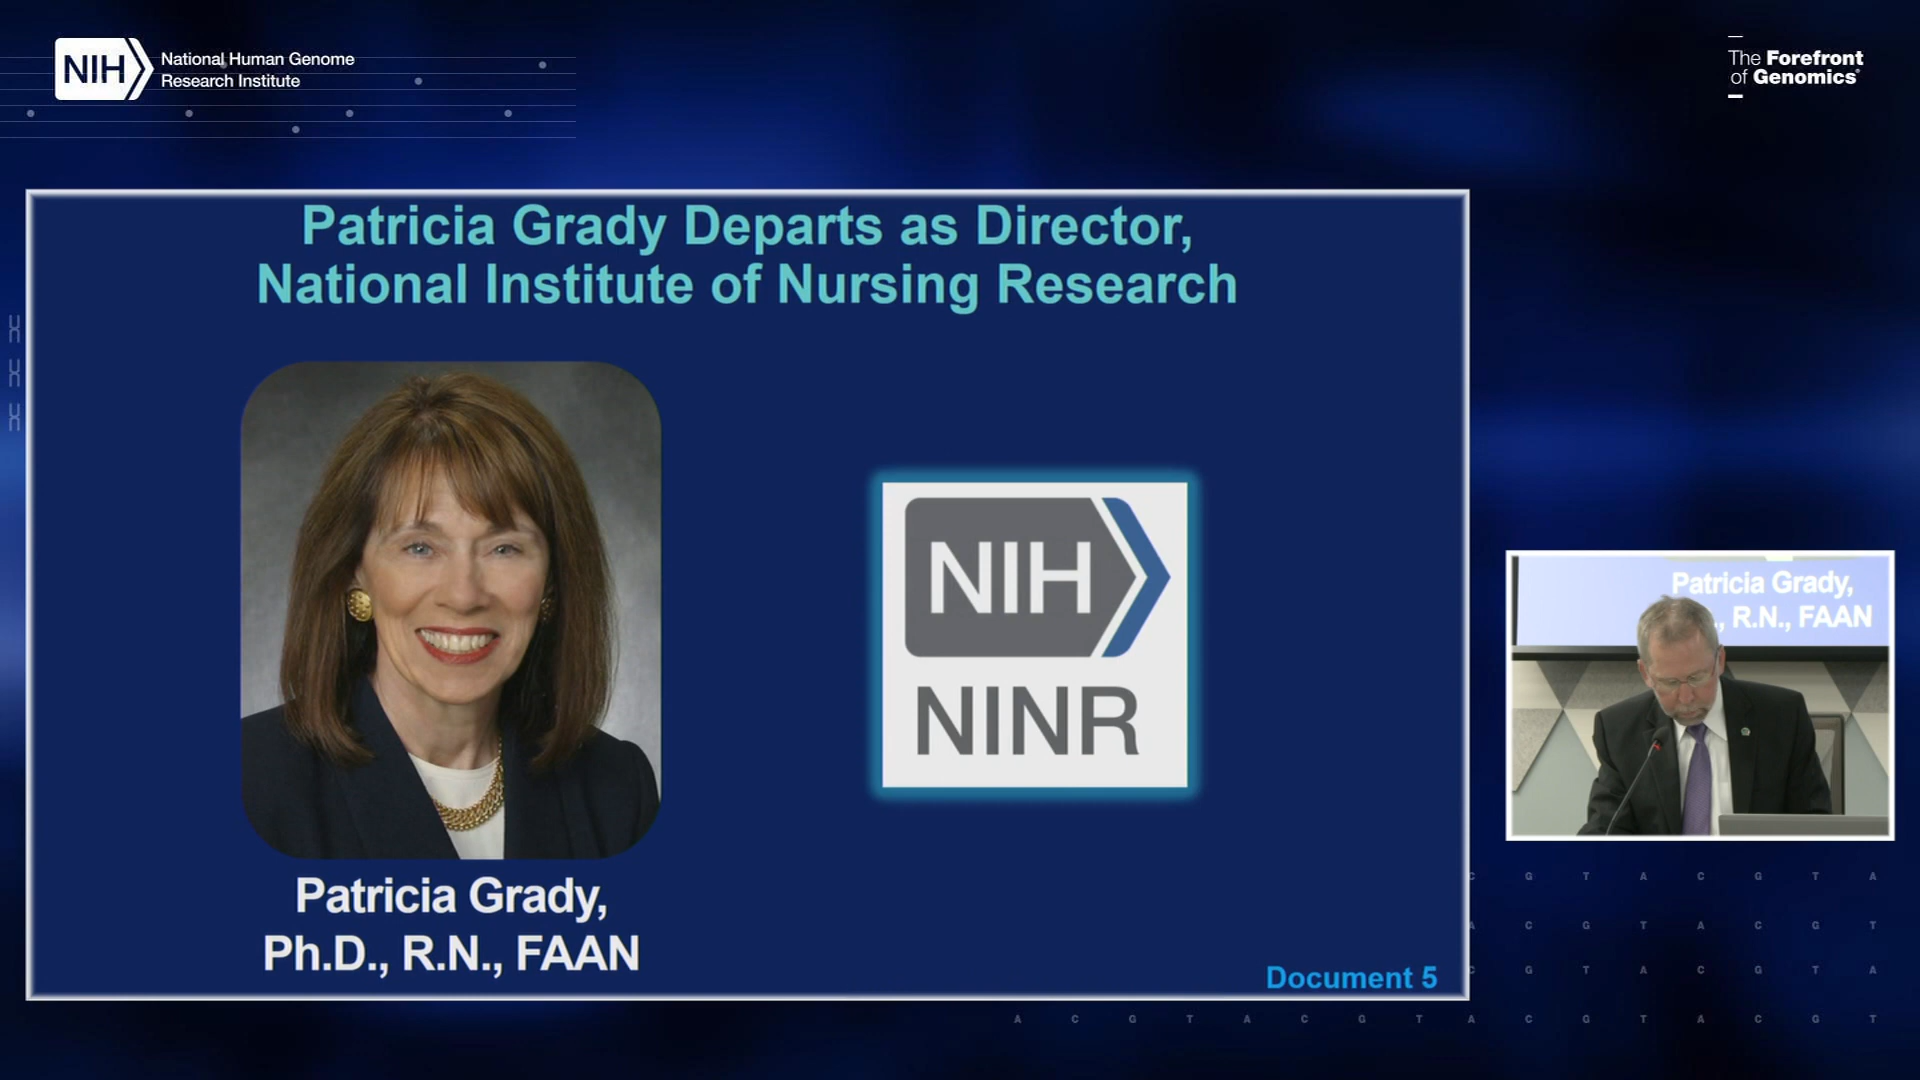 NIH
National Human Genome
Research Institute
The Forefront
of Genomics®
Patricia Grady Departs as Director,
National Institute of Nursing Research
NIH
NINR
Patricia Grady,
Ph.D., R.N., FAAN
Document 5
Patricia Grady,
., R.N., FAAN
C G T A C G T A
A C G T A C G T
C G T A C G T A
A C G T A C G T A C G T A C G T